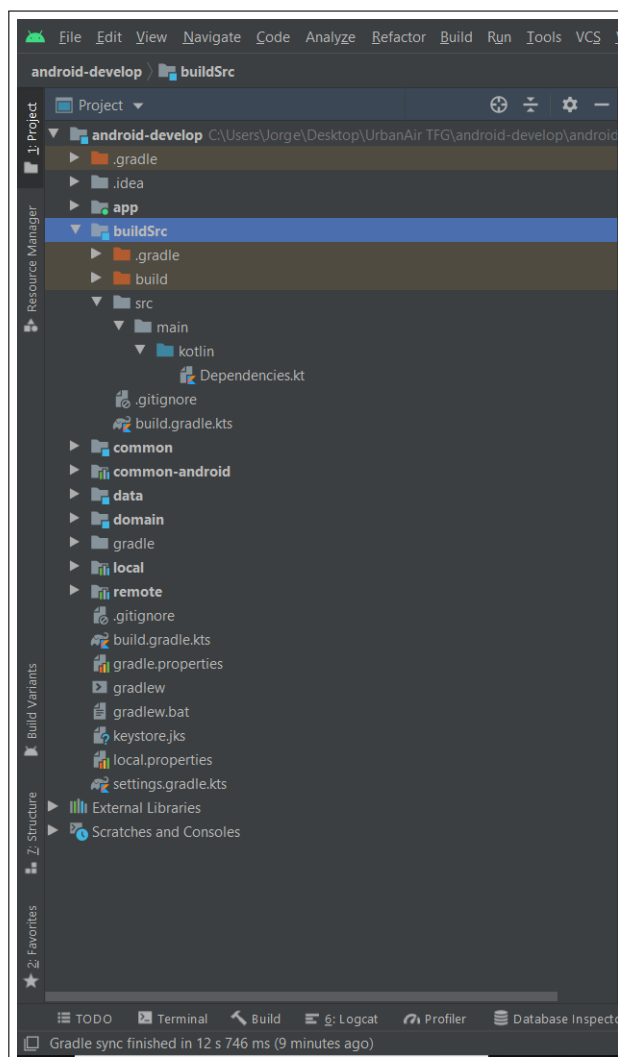 File Edit View Navigate Code Analyze Refactor Build Run Tools VCS
android-develop buildSrc
Project
android-develop C:\Users\Jorge\Desktop\UrbanAir TFG\android-develop\android
.gradle
.idea
app
buildSrc
.gradle
build
src
main
kotlin
Dependencies.kt
.gitignore
build.gradle.kts
common
common-android
data
domain
gradle
local
remote
.gitignore
build.gradle.kts
gradle.properties
gradlew
gradlew.bat
keystore.jks
local.properties
settings.gradle.kts
External Libraries
Scratches and Consoles
1: Project
Resource Manager
Build Variants
7: Structure
2: Favorites
TODO Terminal Build 6: Logcat Profiler Database Inspecto
Gradle sync finished in 12 s 746 ms (9 minutes ago)